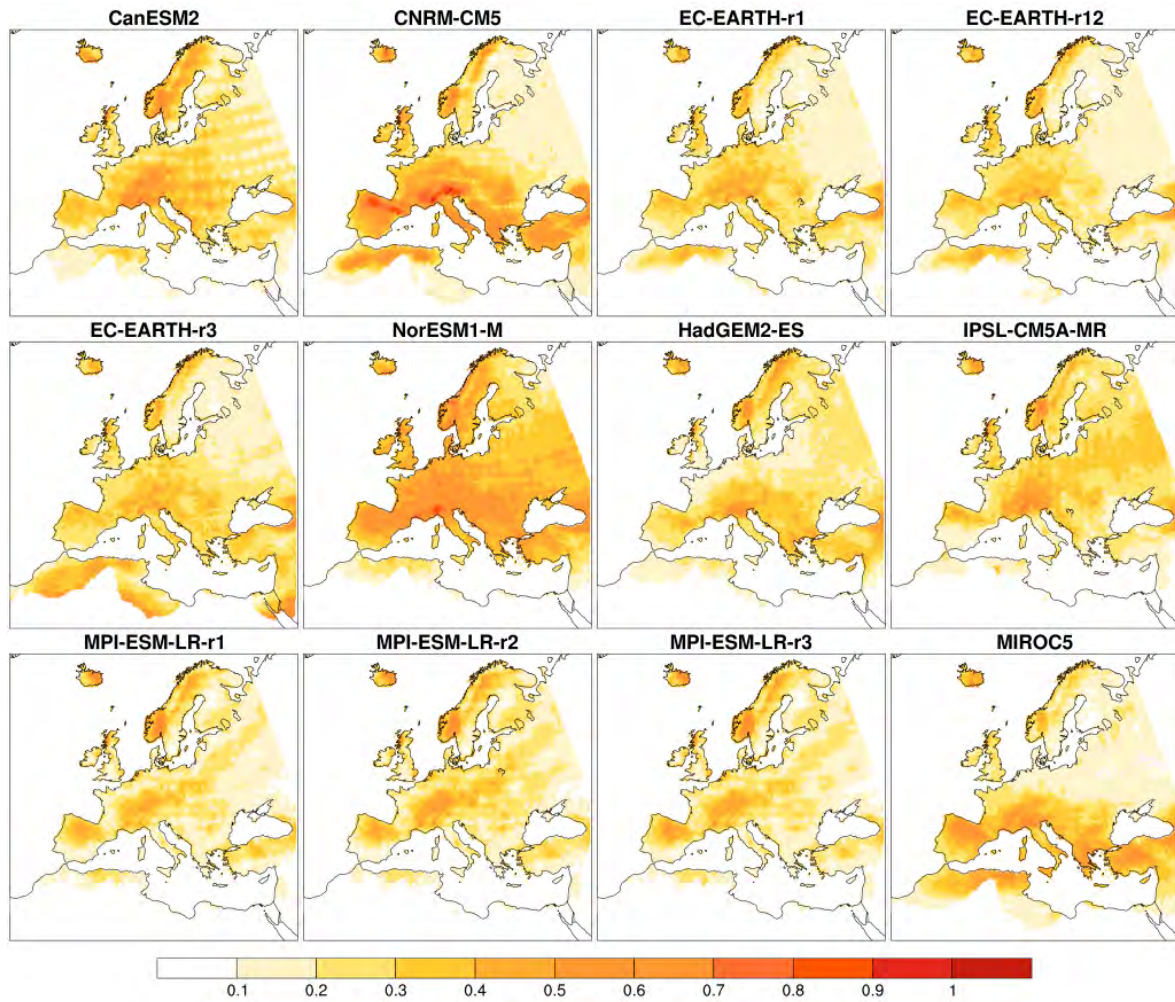 CanESM2 CNRM-CM5 EC-EARTH-r1 EC-EARTH-r12
EC-EARTH-r3 NorESM1-M HadGEM2-ES IPSL-CM5A-MR
MPI-ESM-LR-r1 MPI-ESM-LR-r2 MPI-ESM-LR-r3 MIROC5
0.1 0.2 0.3 0.4 0.5 0.6 0.7 0.8 0.9 1